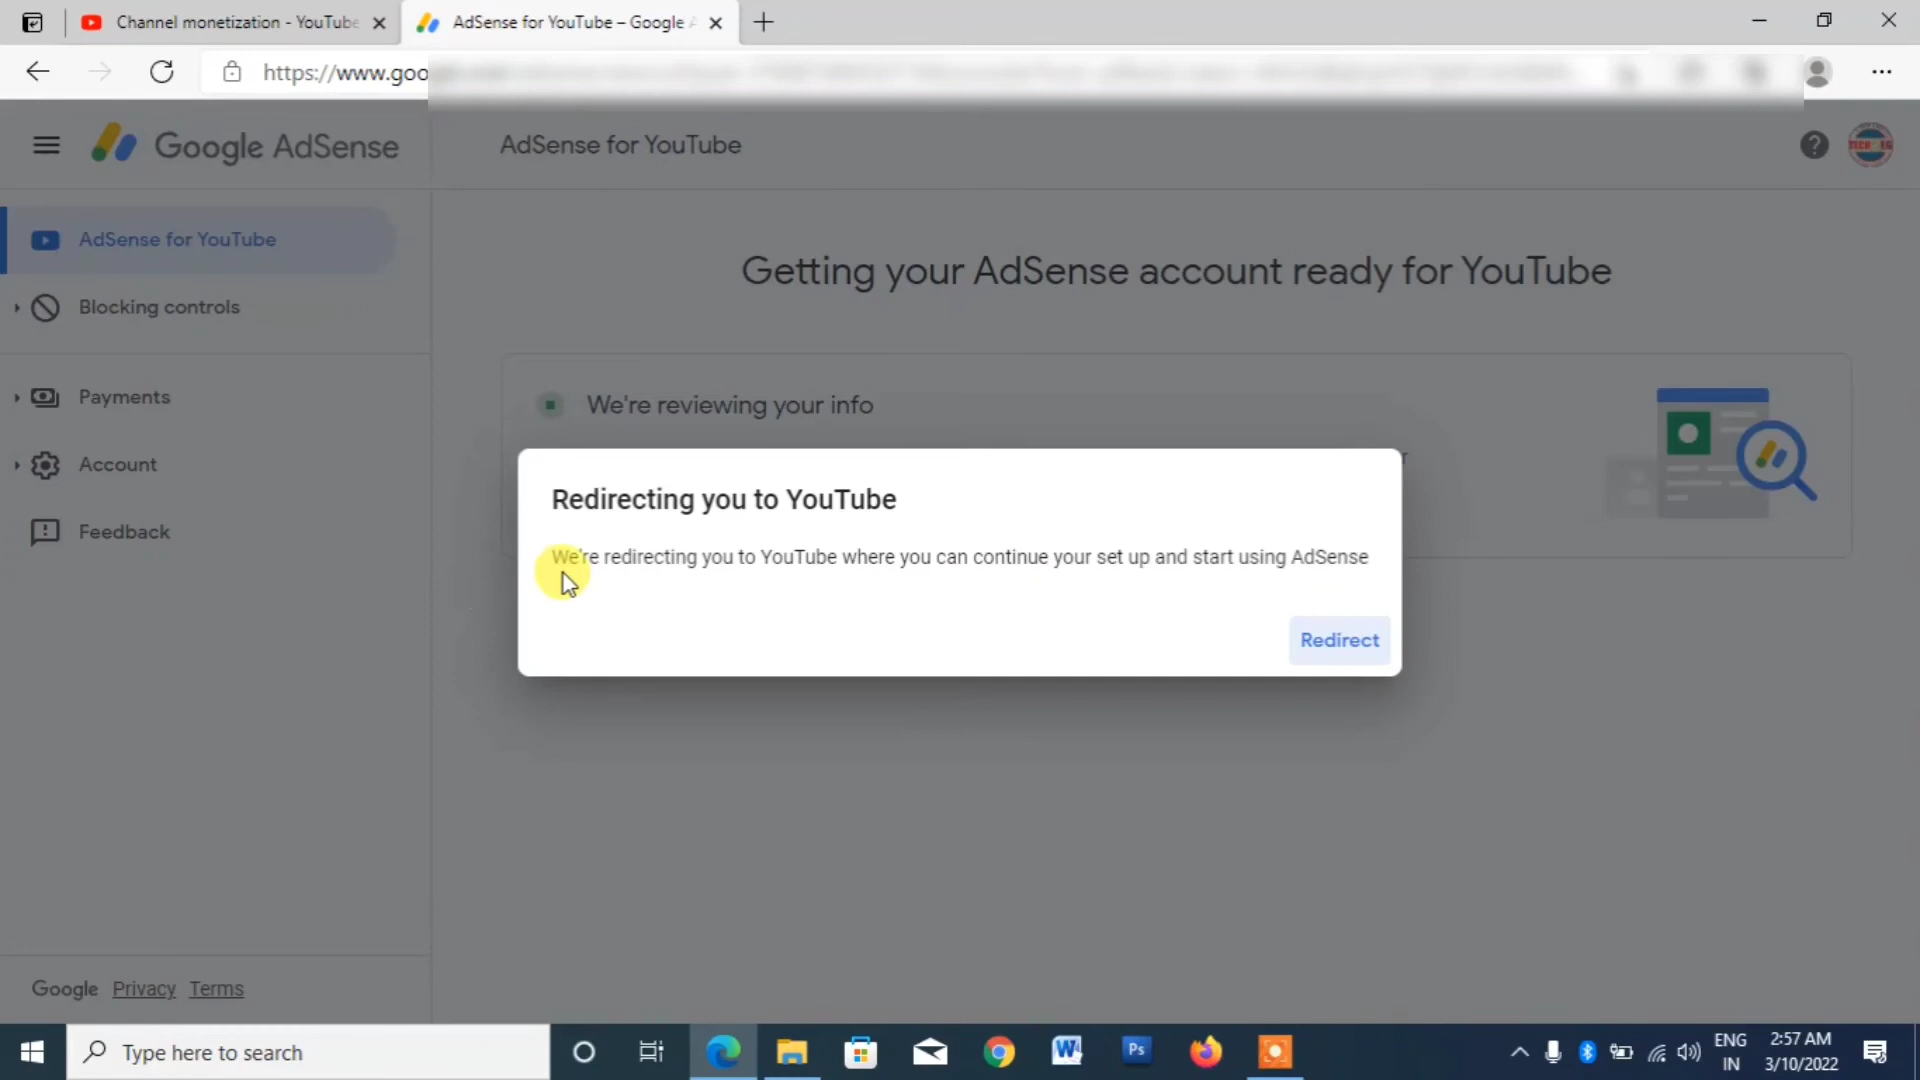 Channel monetization - YouTube
AdSense for YouTube – Google
https://www.goo
Google AdSense
AdSense for YouTube
AdSense for YouTube
Blocking controls
Payments
Account
Feedback
Getting your AdSense account ready for YouTube
We're reviewing your info
Redirecting you to YouTube
We're redirecting you to YouTube where you can continue your set up and start using AdSense
Redirect
Google Privacy Terms
Type here to search
Ps
ENG
IN
2:57 AM
3/10/2022